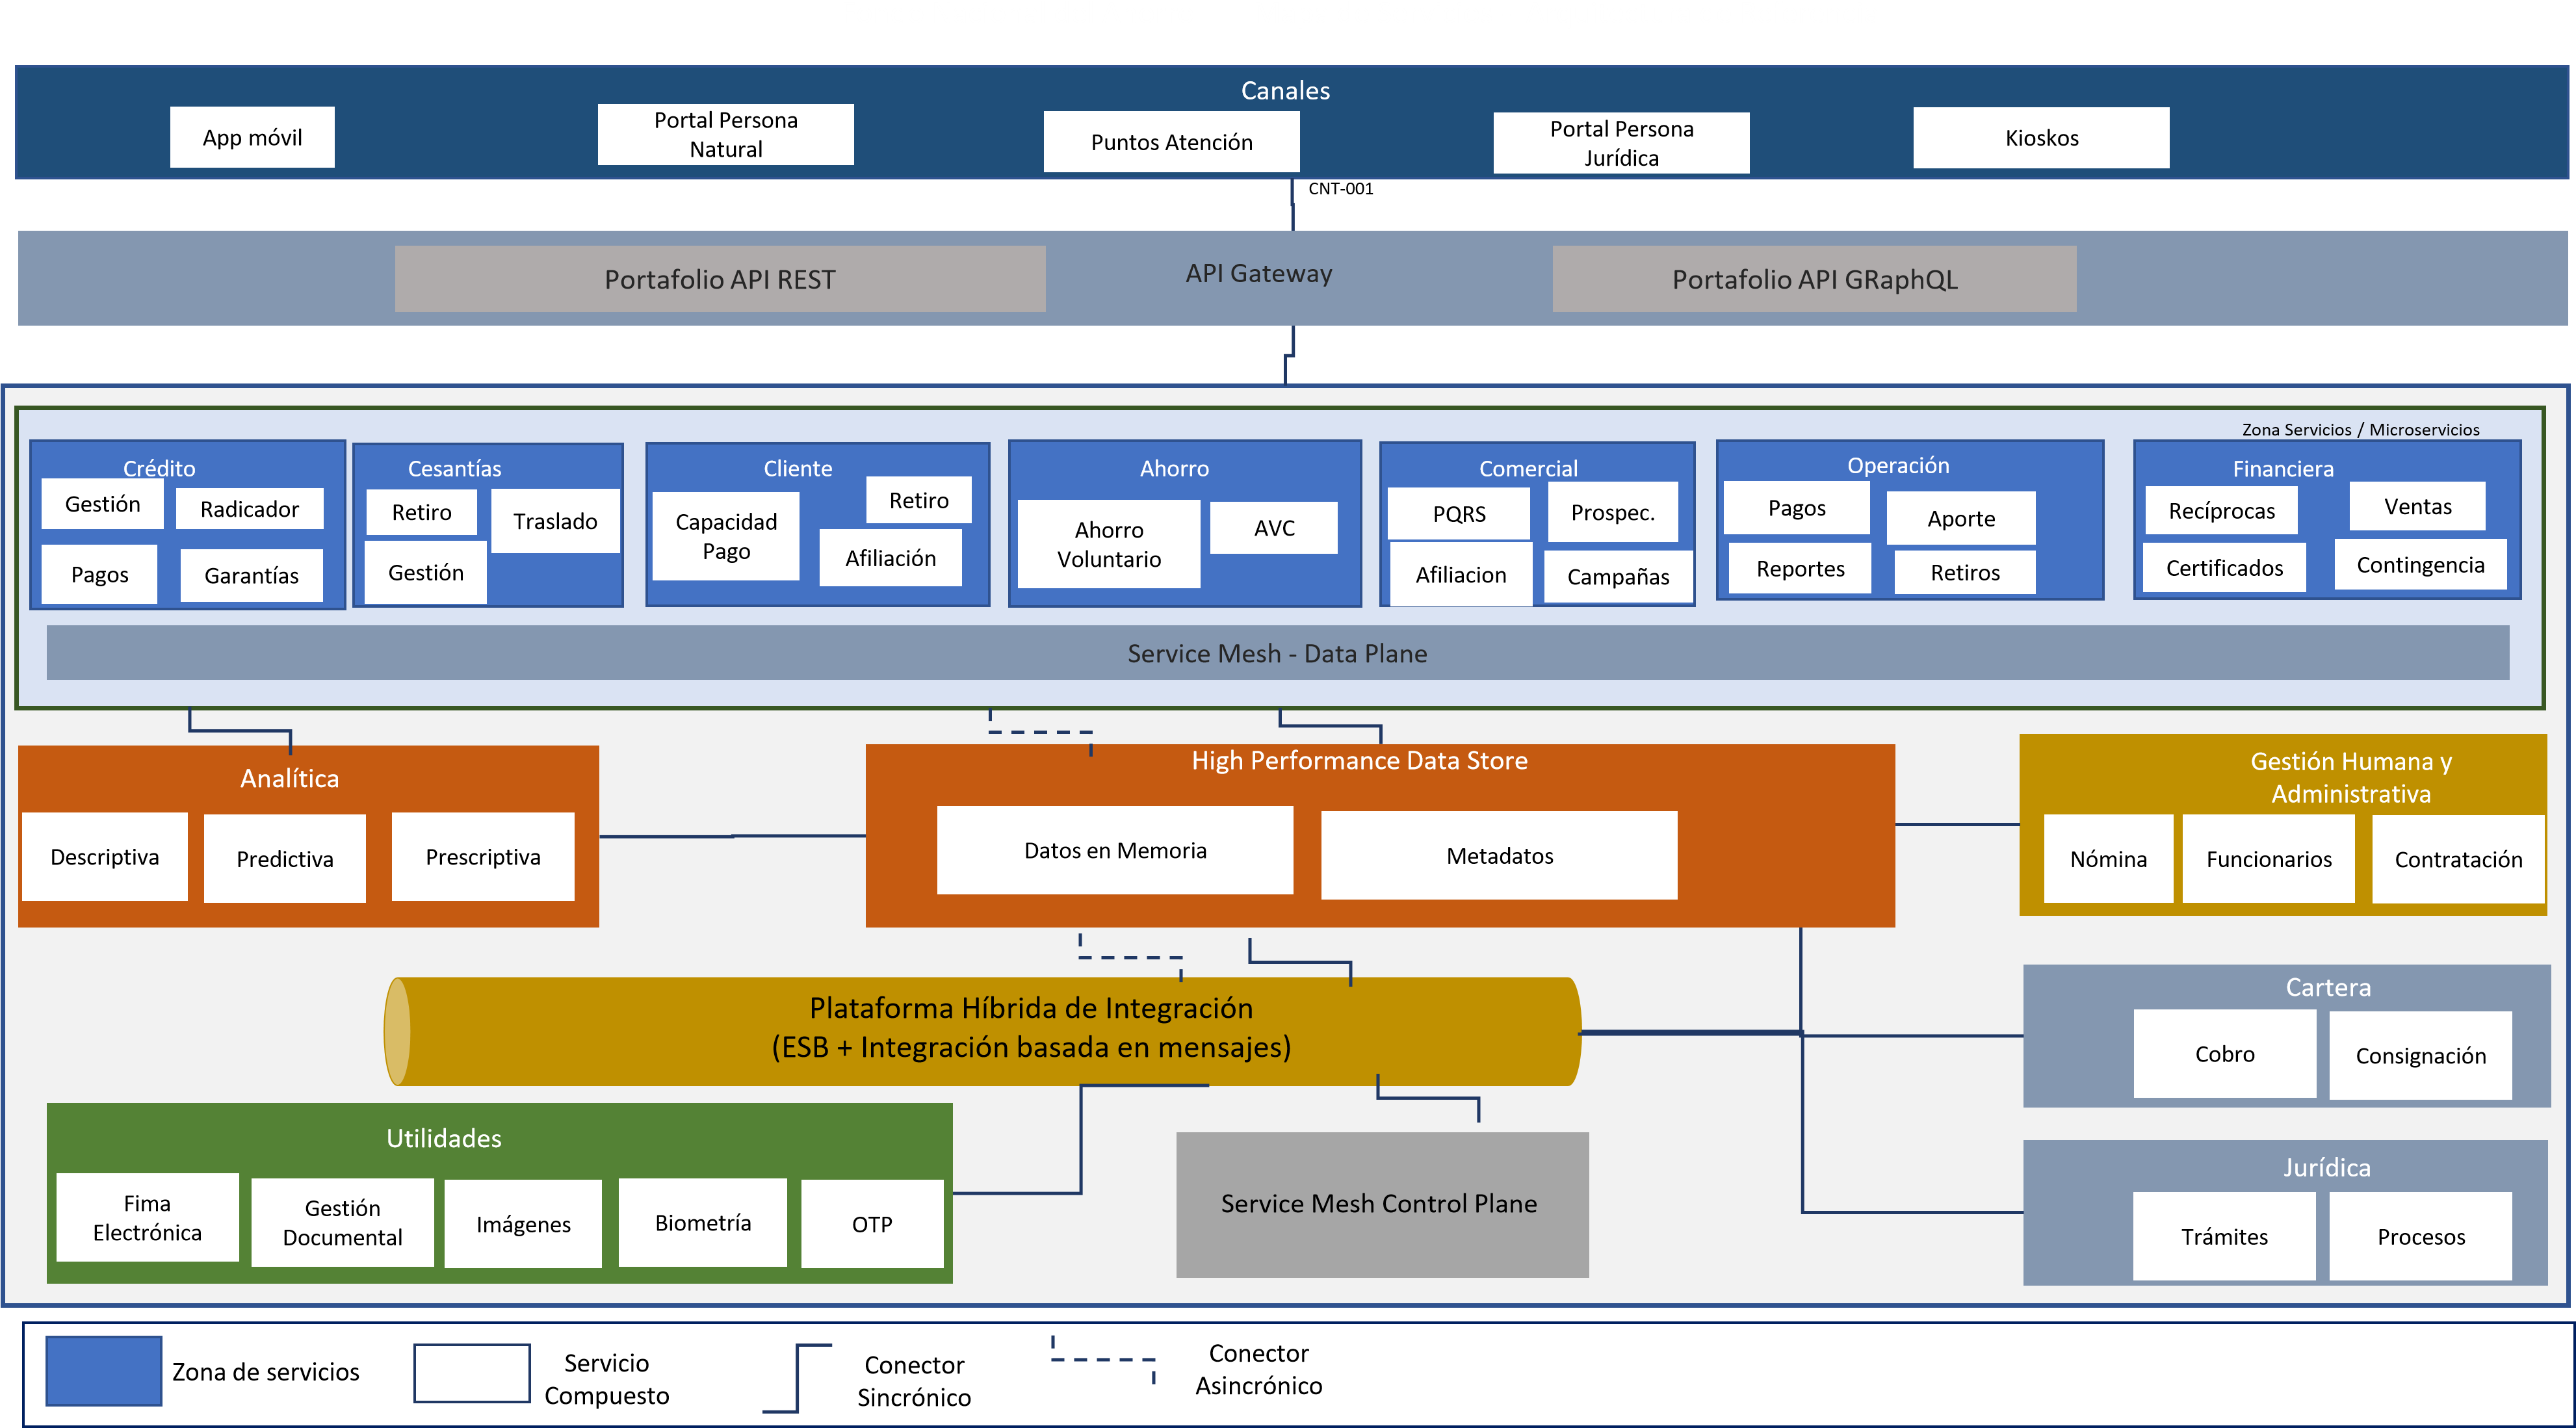 Canales
App móvil
Portal Persona
Natural
Puntos Atención
Portal Persona
Jurídica
Kioskos
CNT-001
Portafolio API REST
API Gateway
Portafolio API GRaphQL
Zona Servicios / Microservicios
Crédito
Gestión
Radicador
Pagos
Garantías
Cesantías
Retiro
Traslado
Gestión
Cliente
Capacidad
Pago
Retiro
Afiliación
Ahorro
Ahorro
Voluntario
AVC
Comercial
PQRS
Prospec.
Afiliacion
Campañas
Operación
Pagos
Aporte
Reportes
Retiros
Financiera
Recíprocas
Ventas
Certificados
Contingencia
Service Mesh - Data Plane
Analítica
Descriptiva
Predictiva
Prescriptiva
High Performance Data Store
Datos en Memoria
Metadatos
Gestión Humana y
Administrativa
Nómina
Funcionarios
Contratación
Plataforma Híbrida de Integración
(ESB + Integración basada en mensajes)
Cartera
Cobro
Consignación
Utilidades
Fima
Electrónica
Gestión
Documental
Imágenes
Biometría
OTP
Service Mesh Control Plane
Jurídica
Trámites
Procesos
Zona de servicios
Servicio
Compuesto
Conector
Sincrónico
Conector
Asincrónico